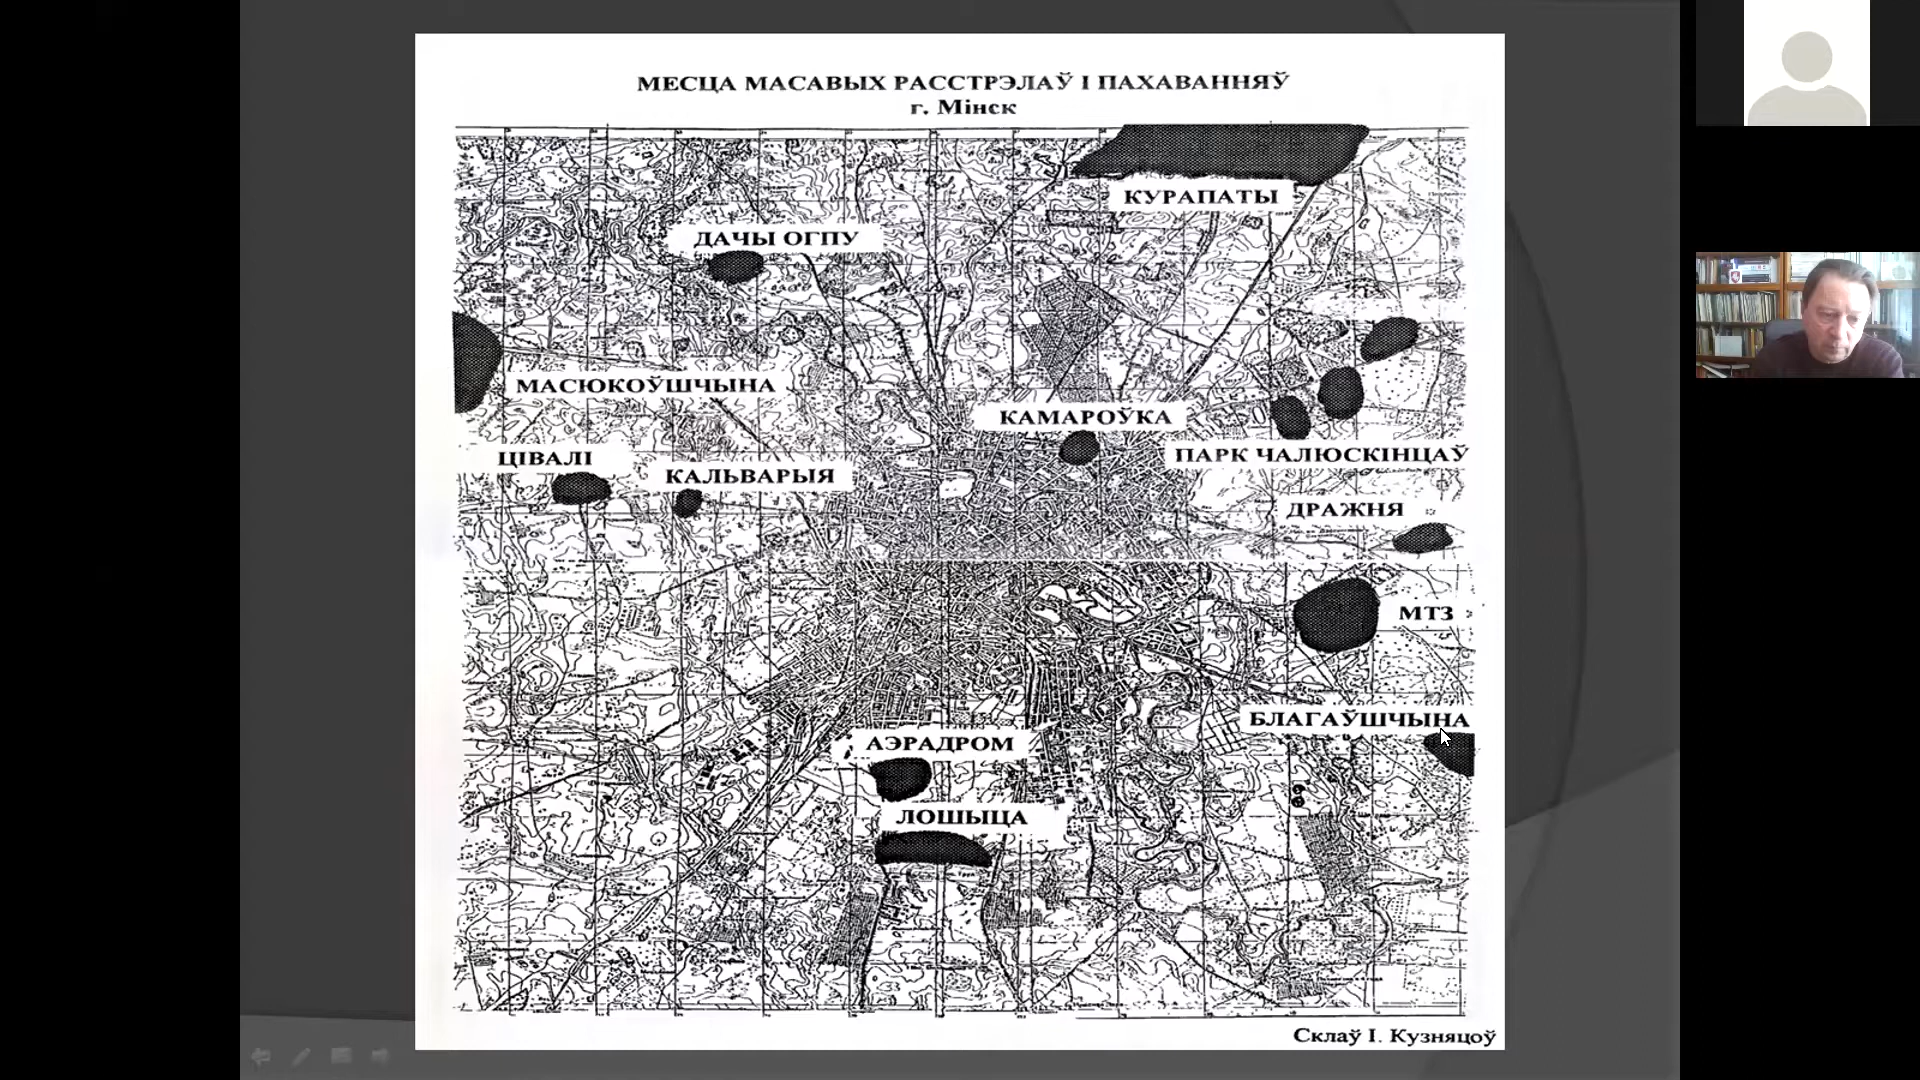 МЕСЦА МАСАВЫХ РАССТРЭЛАЎ І ПАХАВАННЯЎ
г. Мінск
КУРАПАТЫ
ДАЧЫ ОГПУ
МАСЮКОЎШЧЫНА
КАМАРОЎКА
ЦІВАЛІ
КАЛЬВАРЫЯ
ПАРК ЧАЛЮСКІНЦАЎ
ДРАЖНЯ
МТЗ
БЛАГАЎШЧЫНА
АЭРАДРОМ
ЛОШЫЦА
Склаў І. Кузняцоў